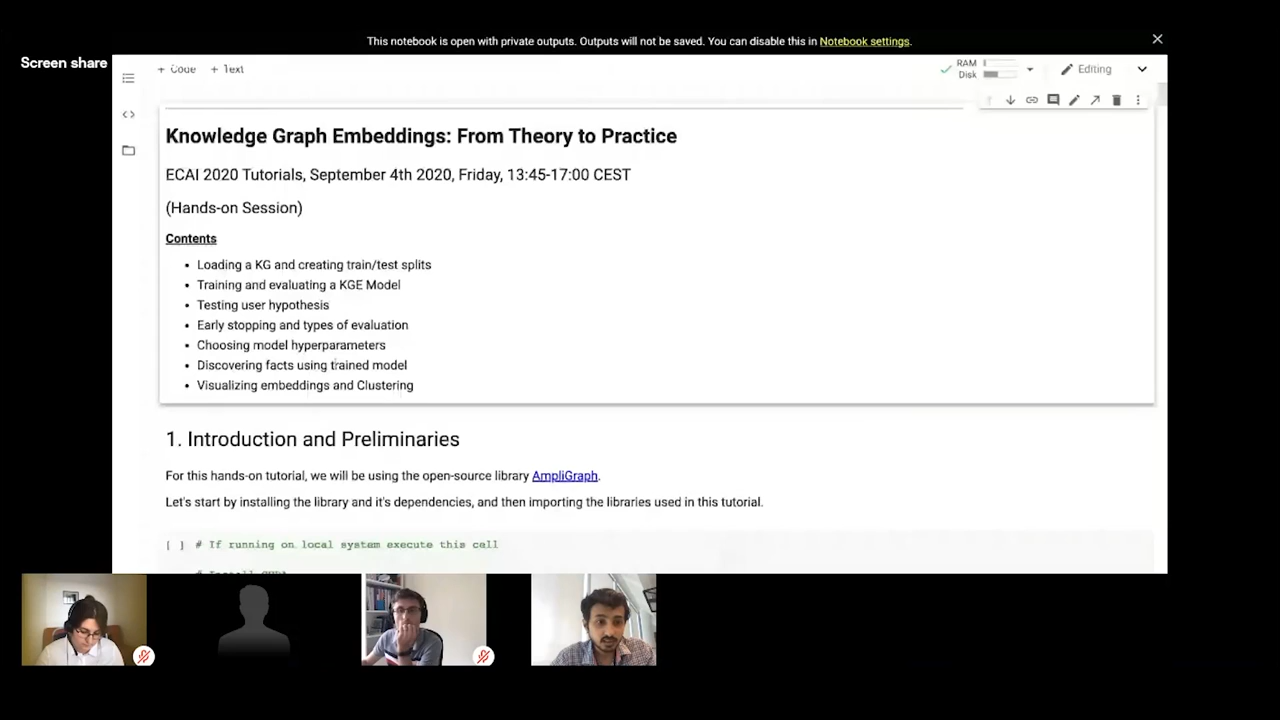 This notebook is open with private outputs. Outputs will not be saved. You can disable this in Notebook settings.
Screen share
+ Code + Text
RAM
Disk
Editing
Knowledge Graph Embeddings: From Theory to Practice
ECAI 2020 Tutorials, September 4th 2020, Friday, 13:45-17:00 CEST
(Hands-on Session)
Contents
• Loading a KG and creating train/test splits
• Training and evaluating a KGE Model
• Testing user hypothesis
• Early stopping and types of evaluation
• Choosing model hyperparameters
• Discovering facts using trained model
• Visualizing embeddings and Clustering
1. Introduction and Preliminaries
For this hands-on tutorial, we will be using the open-source library AmpliGraph.
Let's start by installing the library and it's dependencies, and then importing the libraries used in this tutorial.
[ ] # If running on local system execute this cell